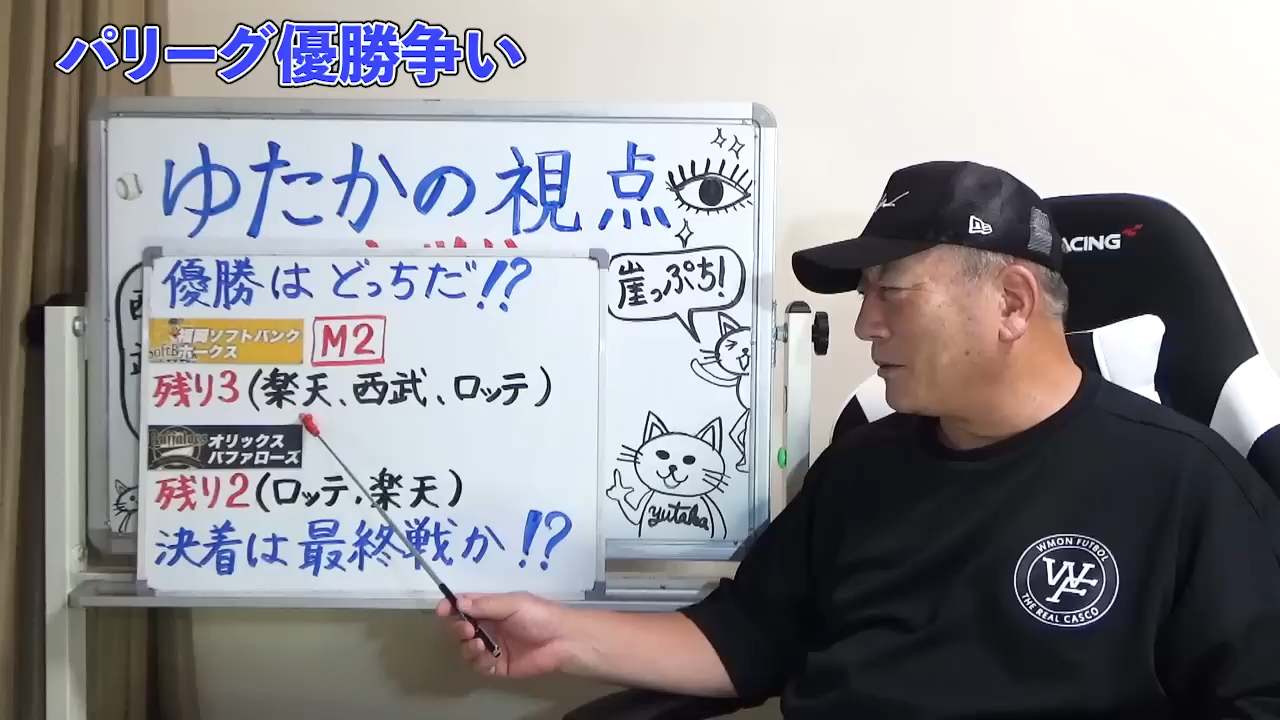 パリーグ優勝争い
ゆたかの視点
優勝はどっちだ!?
崖っぷち!
福岡ソフトバンク
ホークス
M2
残り3(楽天、西武、ロッテ)
Buffaloes
オリックス
バファローズ
残り2(ロッテ、楽天)
決着は最終戦か!?
yutaka
RACING
WMON FUTBOL
WF
THE REAL CASCO